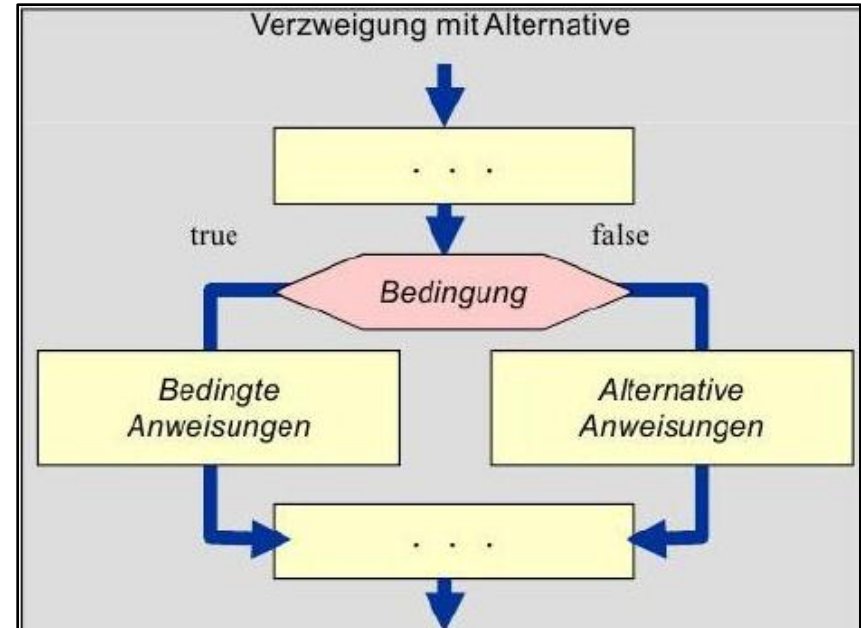 Verzweigung mit Alternative
. . .
true
false
Bedingung
Bedingte
Anweisungen
Alternative
Anweisungen
. . .